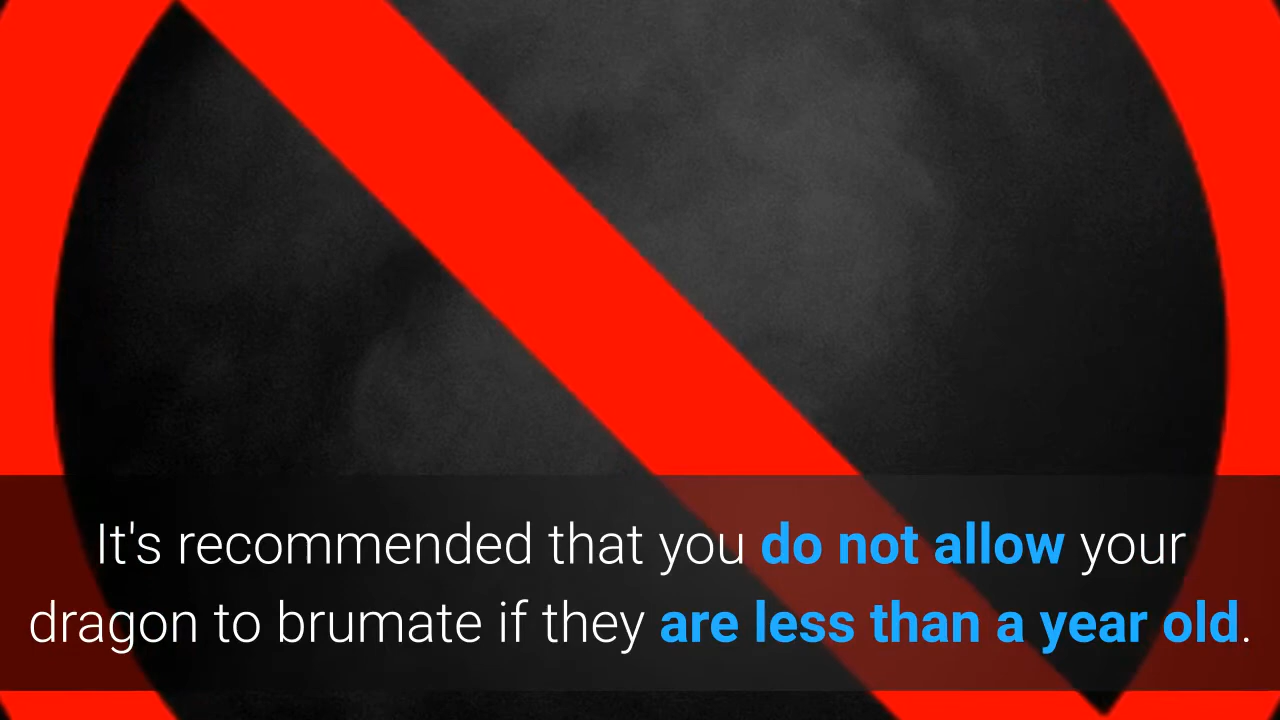 It's recommended that you do not allow your
dragon to brumate if they are less than a year old.